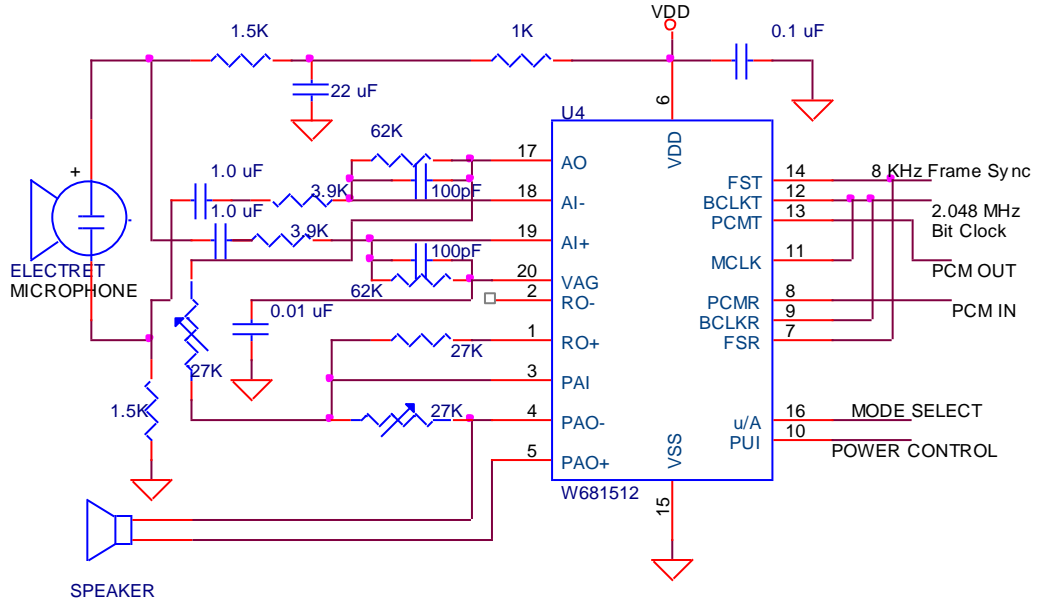 VDD
1.5K
1K
0.1 uF
22 uF
6
U4
62K
17
AO
VDD
14
FST
8 KHz Frame Sync
1.0 uF
3.9K
100pF
18
AI-
12
BCLKT
13
PCMT
2.048 MHz
Bit Clock
1.0 uF
3.9K
19
AI+
+
-
ELECTRET
MICROPHONE
100pF
62K
20
VAG
11
MCLK
PCM OUT
2
RO-
0.01 uF
8
PCMR
PCM IN
9
BCLKR
1
RO+
27K
7
FSR
27K
3
PAI
1.5K
27K
4
PAO-
16
u/A
MODE SELECT
10
PUI
POWER CONTROL
5
PAO+
VSS
W681512
15
SPEAKER